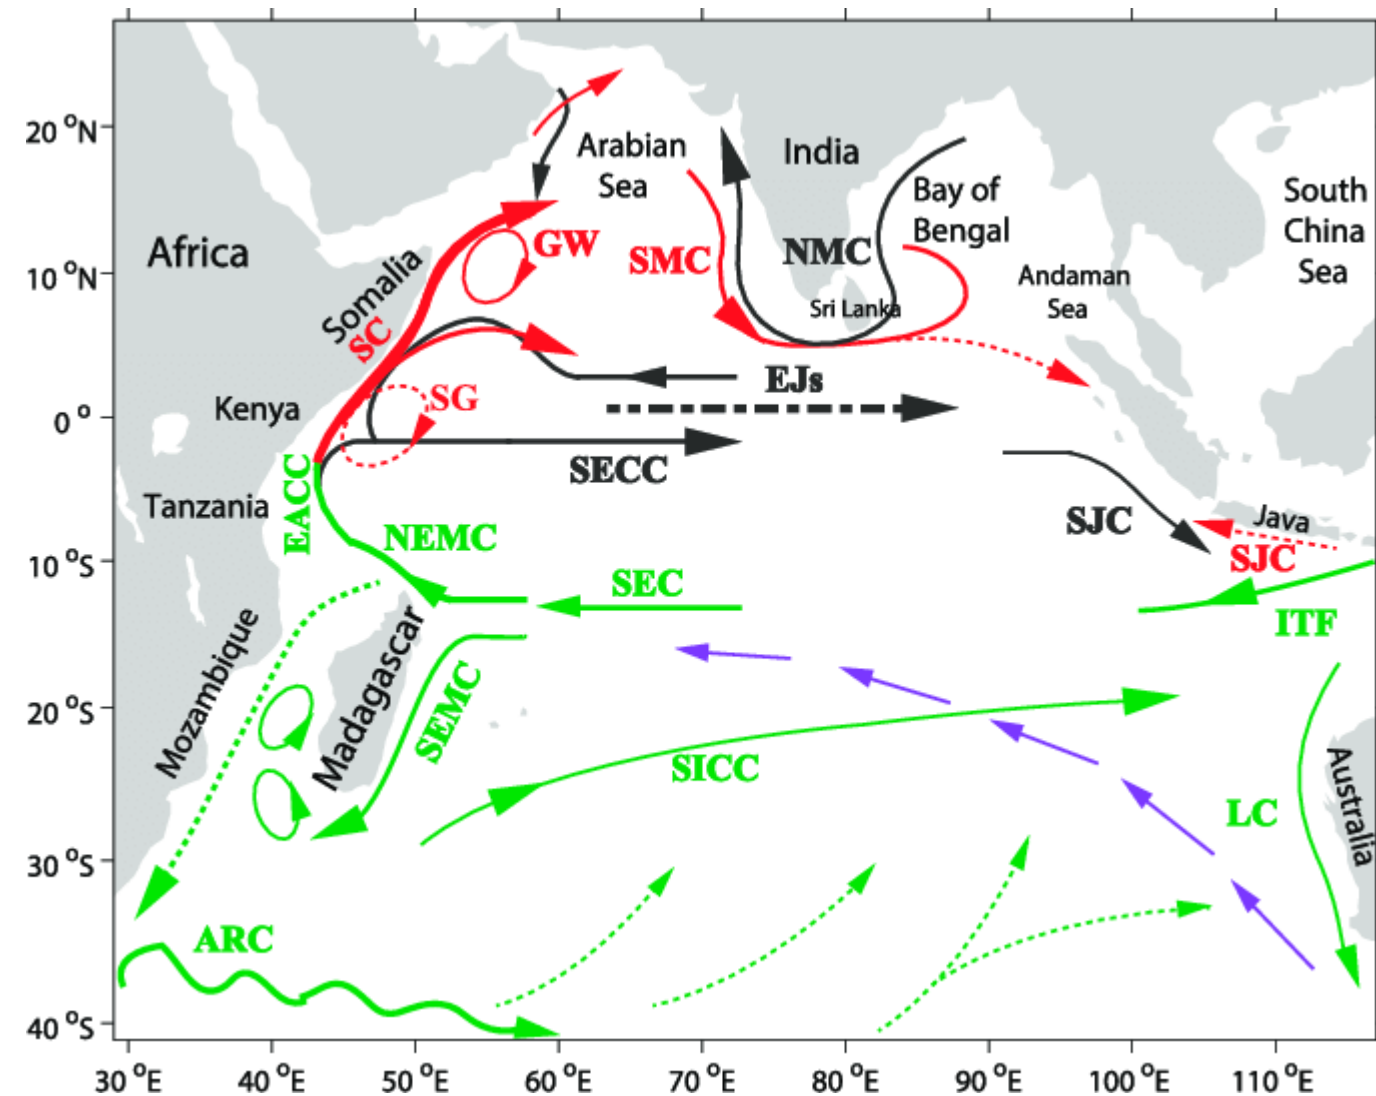 20 °N
10 °N
0 °
10 °S
20 °S
30 °S
40 °S
30 °E
40 °E
50 °E
60 °E
70 °E
80 °E
90 °E
100 °E
110 °E
Arabian
Sea
India
Bay of
Bengal
South
China
Sea
Africa
GW
SMC
NMC
Somalia
SC
Sri Lanka
Andaman
Sea
EJs
Kenya
SG
SECC
Tanzania
EACC
NEMC
SJC
Java
SJC
SEC
ITF
Mozambique
Madagascar
SEMC
SICC
LC
Australia
ARC